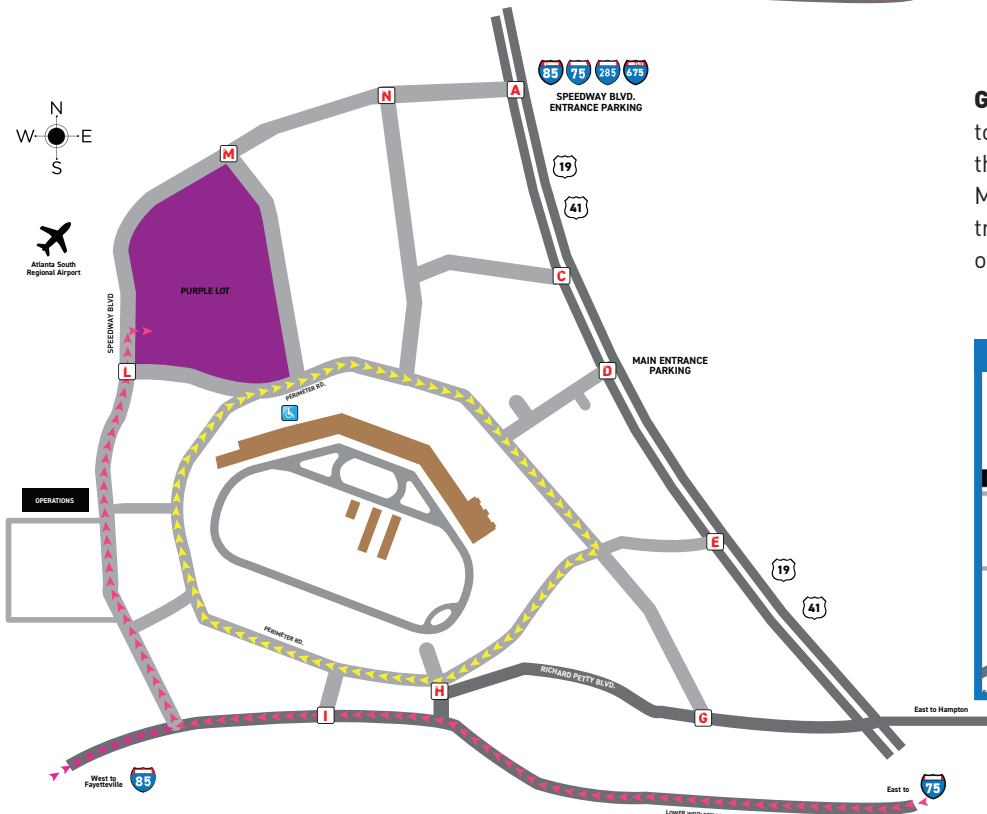 85 75 285 675
SPEEDWAY BLVD.
ENTRANCE PARKING
A
N
N
W E
S
M
19
41
Atlanta South
Regional Airport
C
PURPLE LOT
SPEEDWAY BLVD
L
MAIN ENTRANCE
PARKING
D
PERIMETER RD.
OPERATIONS
E
19
41
PERIMETER RD.
H
RICHARD PETTY BLVD.
I
G
East to Hampton
West to
Fayetteville
85
East to
75
LOWER
G
to
th
M
tr
o